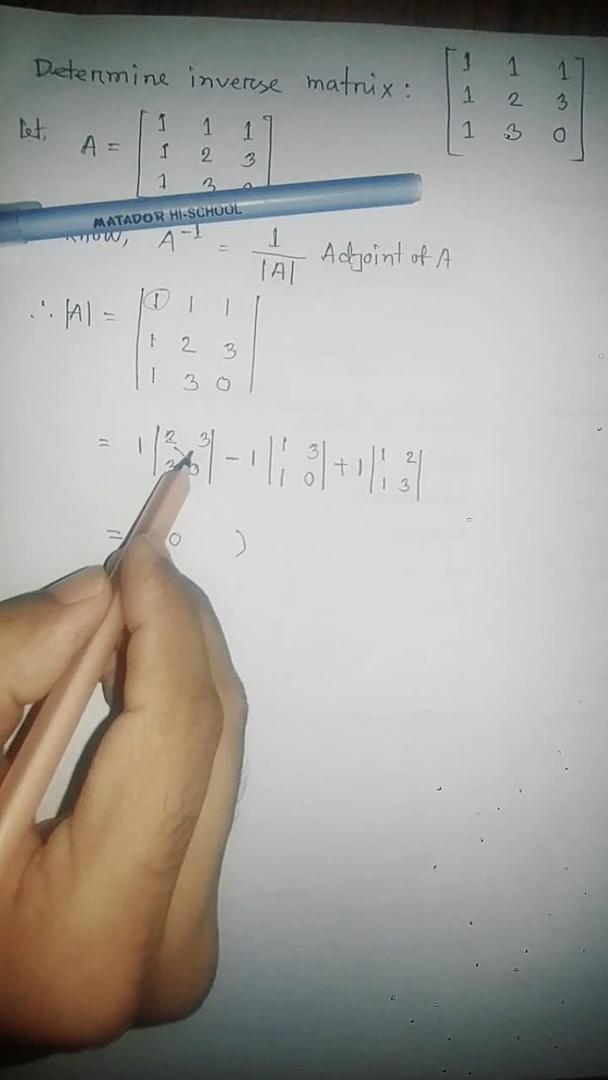 Determine inverse matrix: [1 1 1
1 2 3
1 3 0]
Let, A = [1 1 1
1 2 3
1 3
MATADOR HI-SCHOOL
know, A⁻¹ = 1/|A| Adjoint of A
∴ |A| = |1 1 1
1 2 3
1 3 0|
= 1 |2 3| - 1 |1 3; 1 0| + 1 |1 2; 1 3|
= 0 )